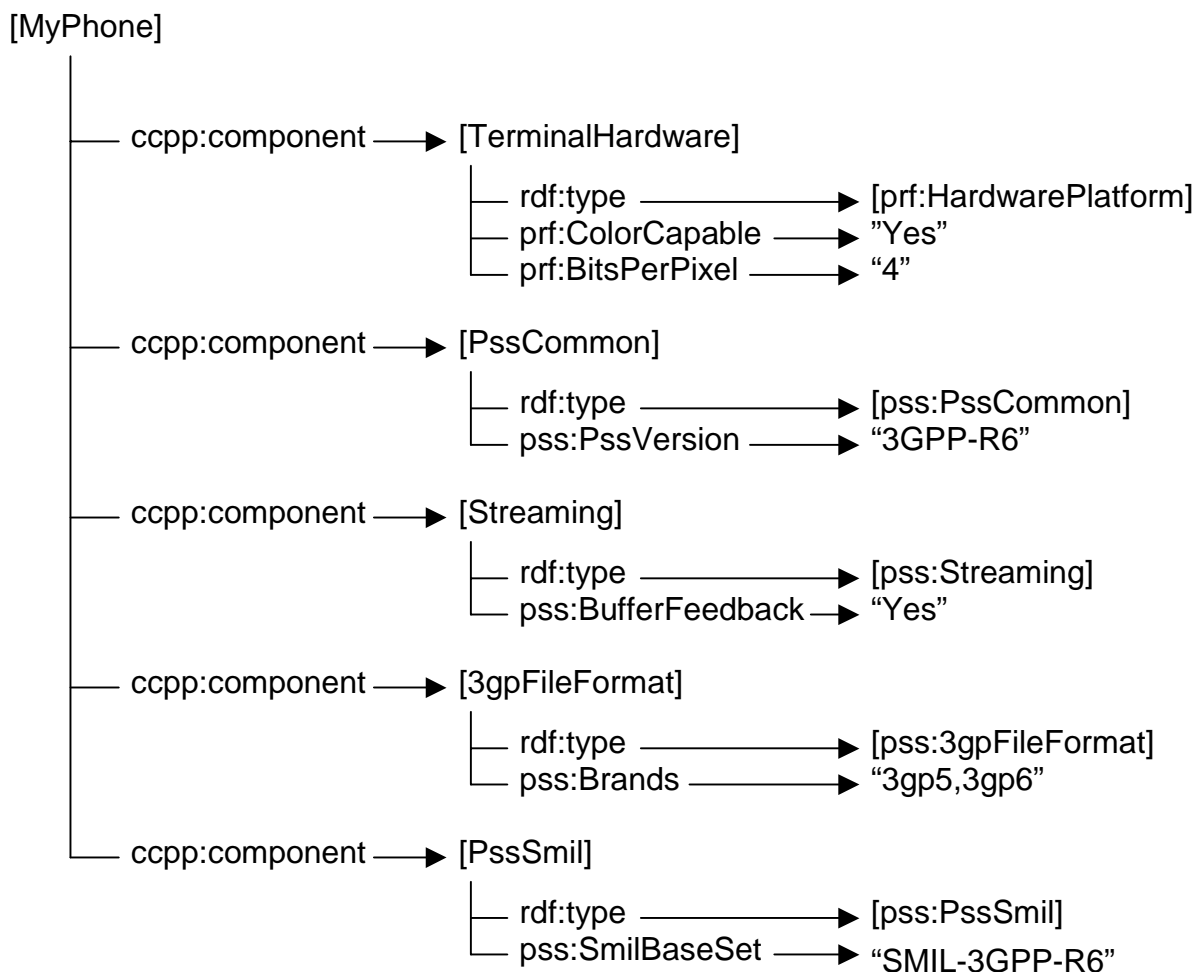 [MyPhone]
ccpp:component [TerminalHardware]
rdf:type [prf:HardwarePlatform]
prf:ColorCapable ”Yes”
prf:BitsPerPixel “4”
ccpp:component [PssCommon]
rdf:type [pss:PssCommon]
pss:PssVersion “3GPP-R6”
ccpp:component [Streaming]
rdf:type [pss:Streaming]
pss:BufferFeedback “Yes”
ccpp:component [3gpFileFormat]
rdf:type [pss:3gpFileFormat]
pss:Brands “3gp5,3gp6”
ccpp:component [PssSmil]
rdf:type [pss:PssSmil]
pss:SmilBaseSet “SMIL-3GPP-R6”